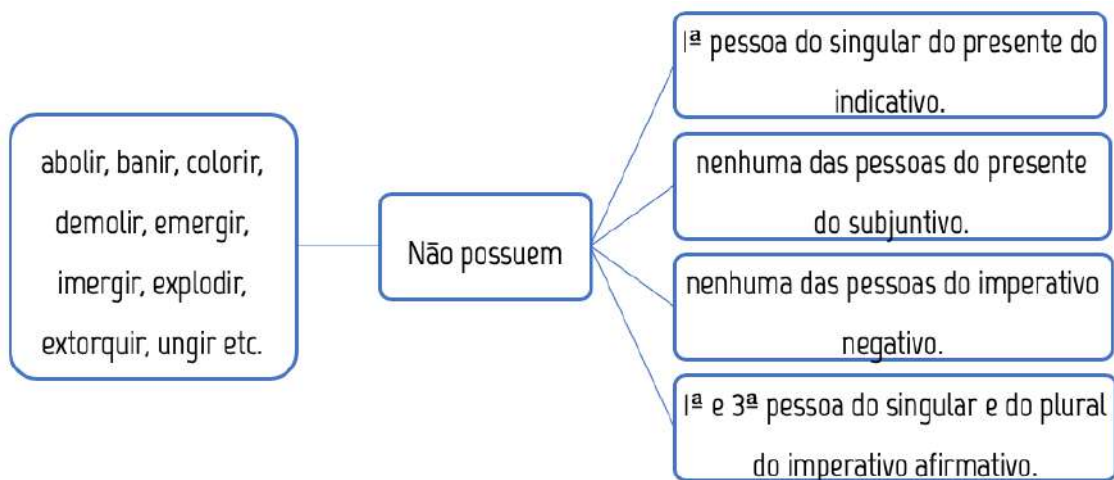 abolir, banir, colorir,
demolir, emergir,
imergir, explodir,
extorquir, ungir etc.
Não possuem
1ª pessoa do singular do presente do
indicativo.
nenhuma das pessoas do presente
do subjuntivo.
nenhuma das pessoas do imperativo
negativo.
1ª e 3ª pessoa do singular e do plural
do imperativo afirmativo.